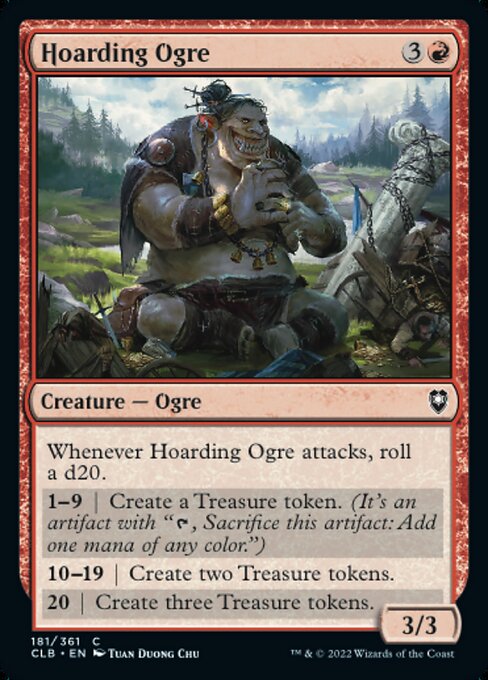 Hoarding Ogre 3
Creature — Ogre
Whenever Hoarding Ogre attacks, roll
a d20.
1–9 | Create a Treasure token. (It's an
artifact with “, Sacrifice this artifact: Add
one mana of any color.”)
10–19 | Create two Treasure tokens.
20 | Create three Treasure tokens.
3/3
181/361 C
CLB • EN Tuan Duong Chu
™ & © 2022 Wizards of the Coast